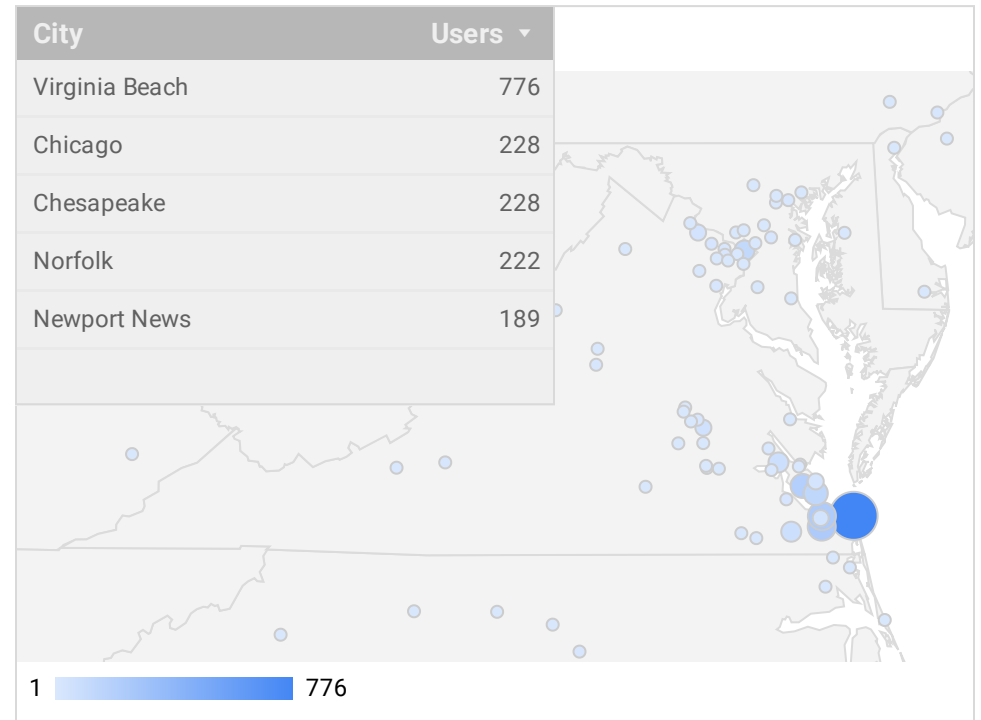 City Users
Virginia Beach 776
Chicago 228
Chesapeake 228
Norfolk 222
Newport News 189
1 776